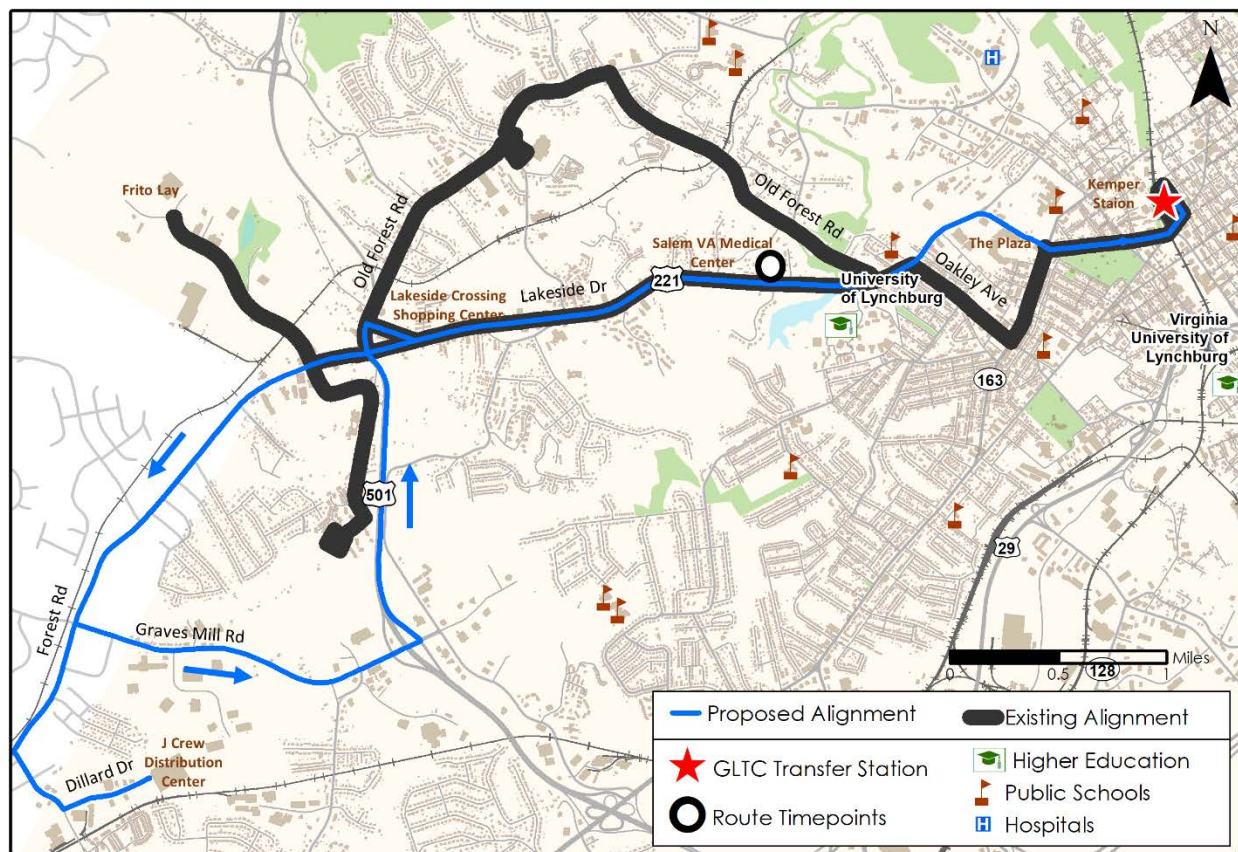 N
H
Frito Lay
Old Forest Rd
Old Forest Rd
Kemper
Staion
The Plaza
Salem VA Medical
Center
221
Lakeside Dr
Lakeside Crossing
Shopping Center
University
of Lynchburg
Oakley Ave
Virginia
University of
Lynchburg
163
501
29
Forest Rd
Graves Mill Rd
J Crew
Distribution
Center
Dillard Dr
Miles
0
0.5
1
128
Proposed Alignment
Existing Alignment
GLTC Transfer Station
Route Timepoints
Higher Education
Public Schools
H
Hospitals